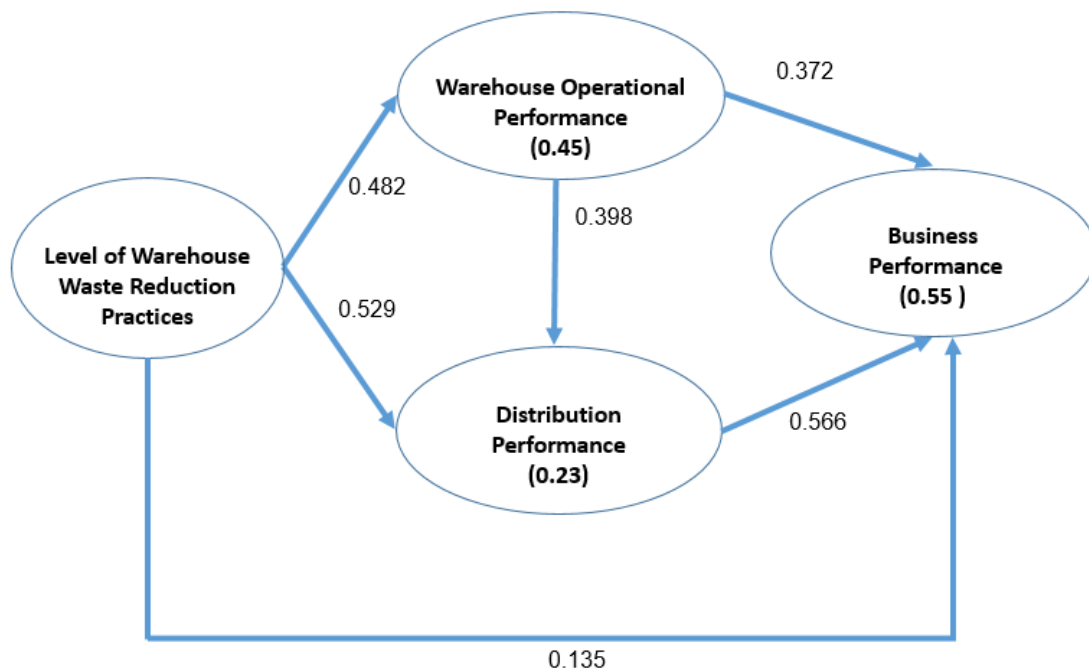 Warehouse Operational
Performance
(0.45)
0.372
0.482
0.398
Level of Warehouse
Waste Reduction
Practices
Business
Performance
(0.55 )
0.529
Distribution
Performance
(0.23)
0.566
0.135